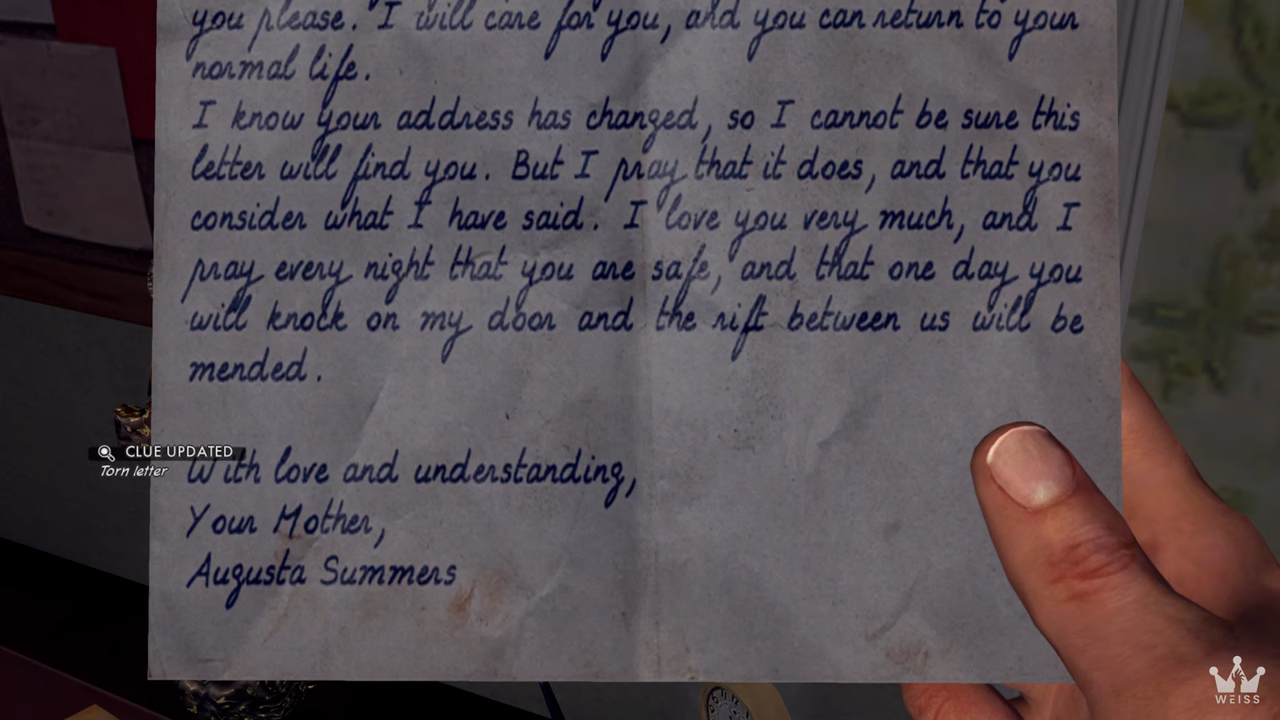 you please. I will care for you, and you can return to your
normal life.
I know your address has changed, so I cannot be sure this
letter will find you. But I pray that it does, and that you
consider what I have said. I love you very much, and I
pray every night that you are safe, and that one day you
will knock on my door and the rift between us will be
mended.
CLUE UPDATED
Torn letter
With love and understanding,
Your Mother,
Augusta Summers
WEISS